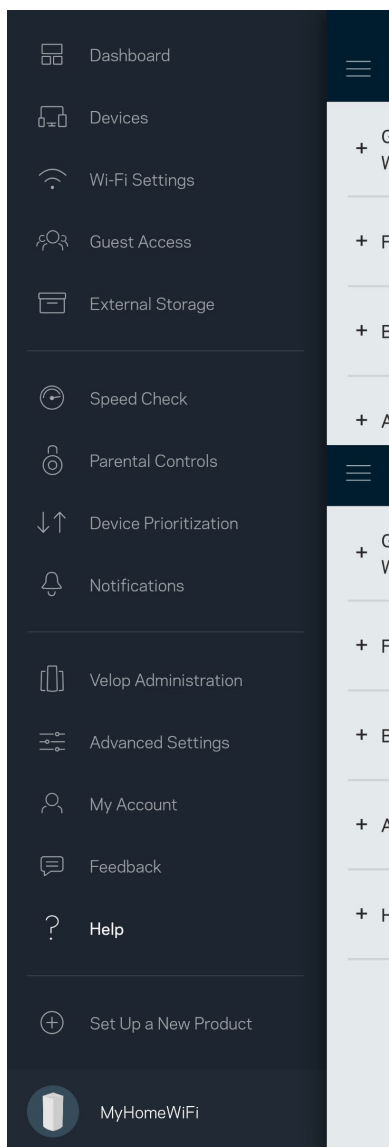 Dashboard
Devices
Wi-Fi Settings
Guest Access
External Storage
Speed Check
Parental Controls
Device Prioritization
Notifications
Velop Administration
Advanced Settings
My Account
Feedback
Help
Set Up a New Product
MyHomeWiFi